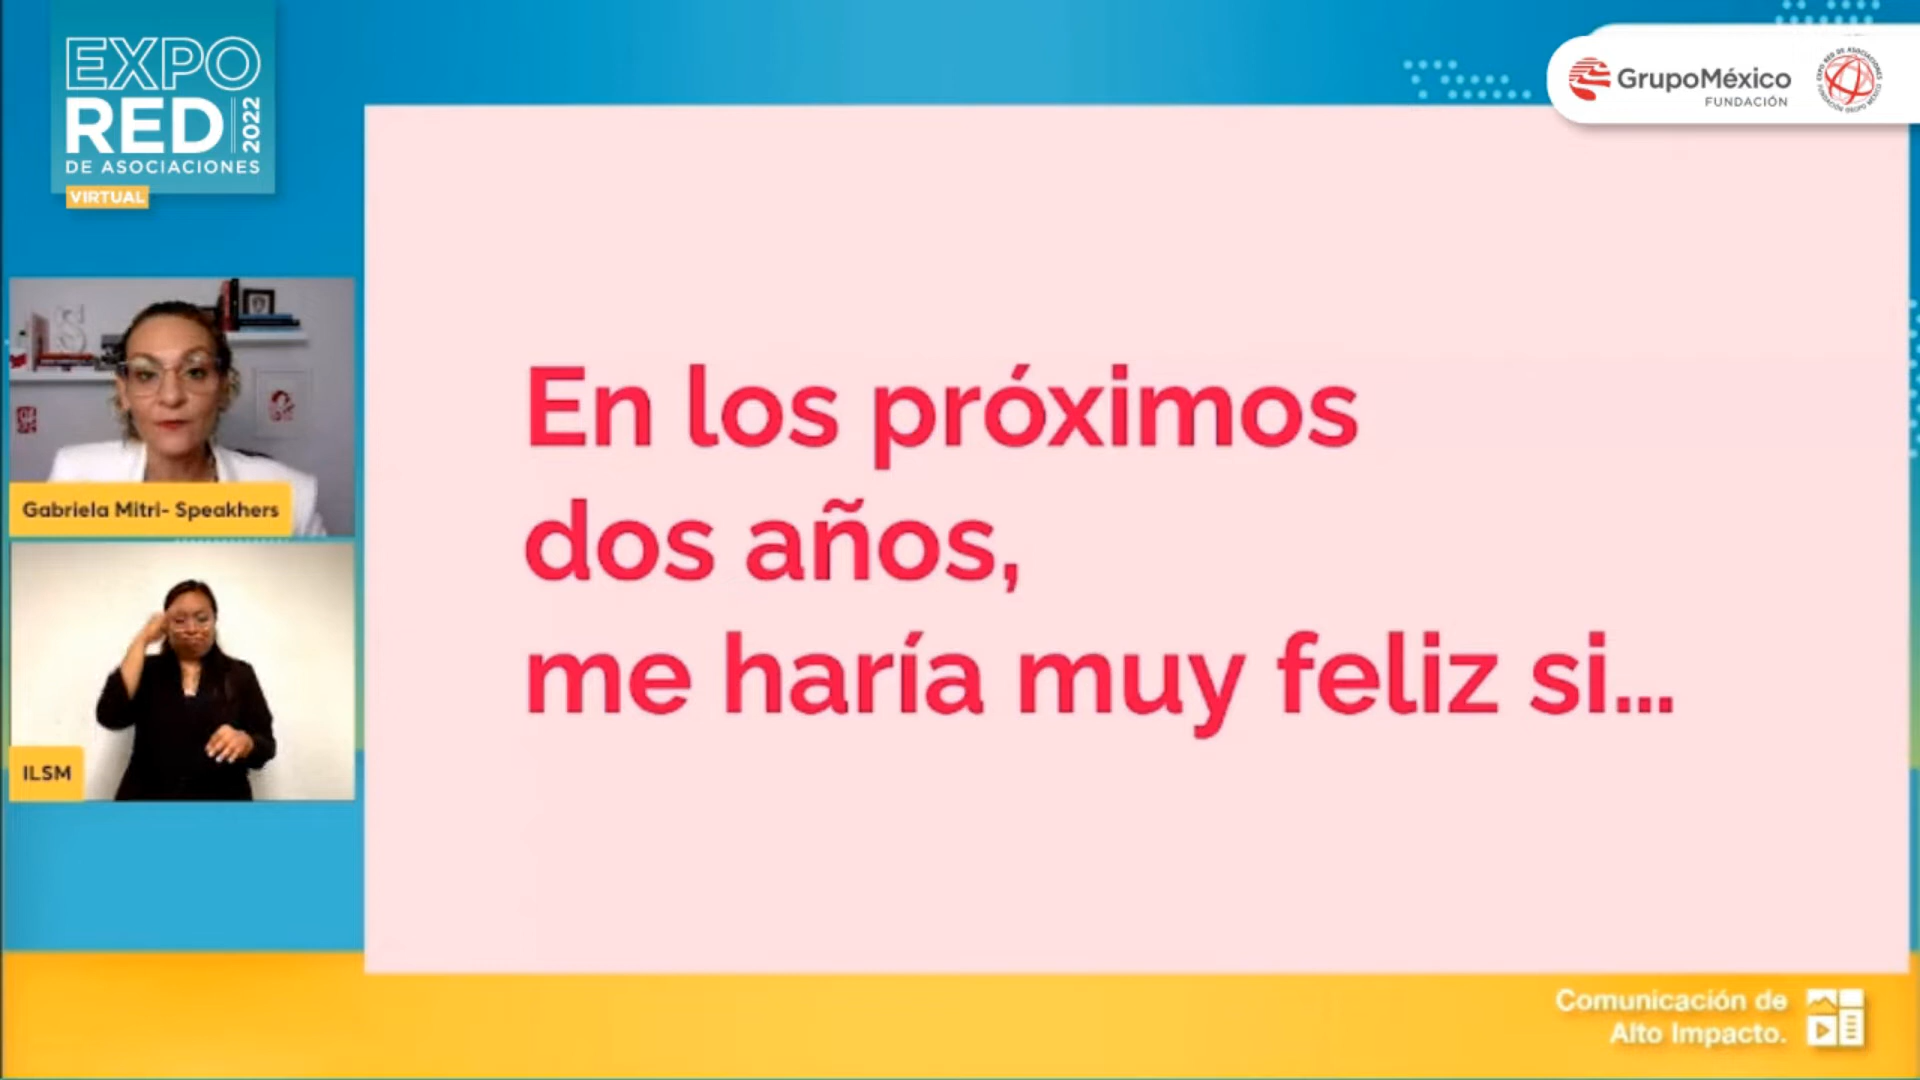 EXPO
RED 2022
DE ASOCIACIONES
VIRTUAL
GrupoMéxico
FUNDACIÓN
En los próximos
dos años,
me haría muy feliz si...
Gabriela Mitri- Speakhers
ILSM
Comunicación de
Alto Impacto.